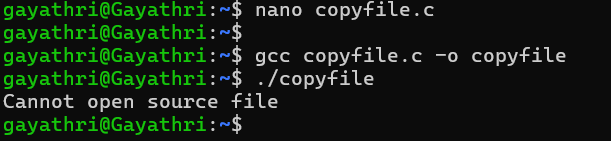 gayathri@Gayathri:~$ nano copyfile.c
gayathri@Gayathri:~$
gayathri@Gayathri:~$ gcc copyfile.c -o copyfile
gayathri@Gayathri:~$ ./copyfile
Cannot open source file
gayathri@Gayathri:~$